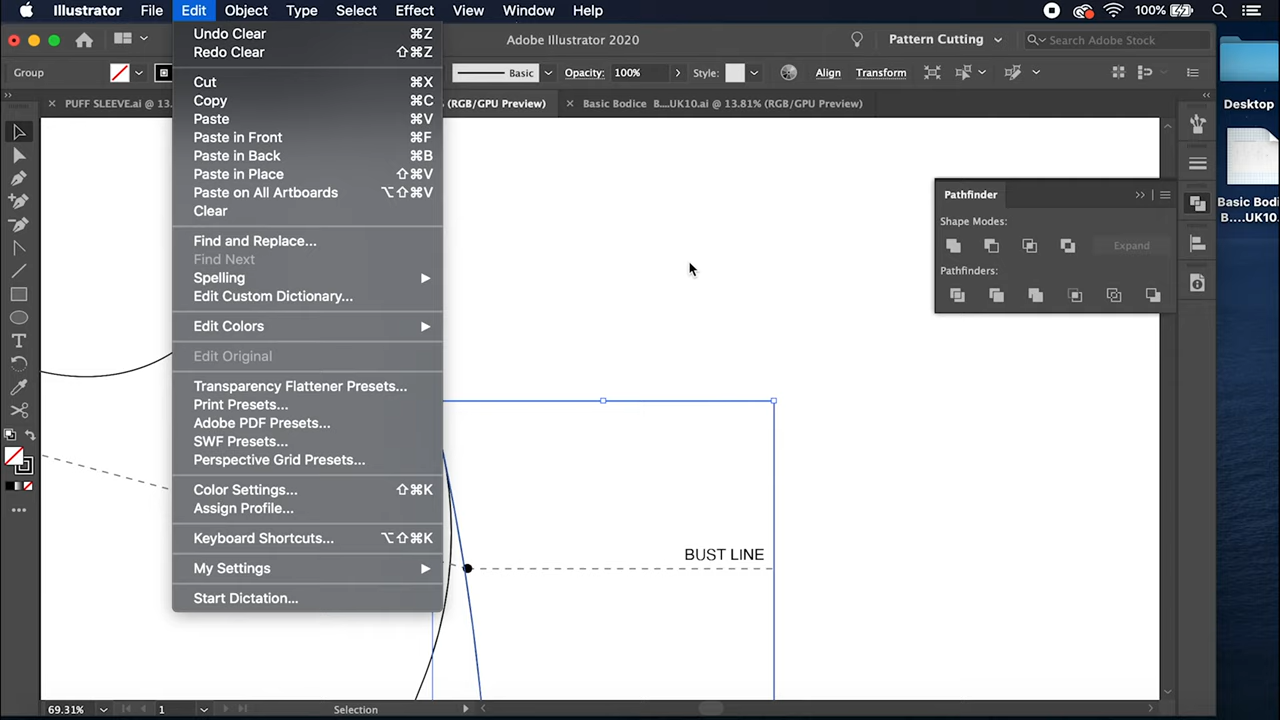 Illustrator File Edit Object Type Select Effect View Window Help 100%
Adobe Illustrator 2020 Pattern Cutting Search Adobe Stock
Group Basic Opacity: 100% Style: Align Transform
PUFF SLEEVE.ai @ 13. % (RGB/GPU Preview) Basic Bodice B....UK10.ai @ 13.81% (RGB/GPU Preview)
Undo Clear ⌘Z
Redo Clear ⇧⌘Z
Cut ⌘X
Copy ⌘C
Paste ⌘V
Paste in Front ⌘F
Paste in Back ⌘B
Paste in Place ⇧⌘V
Paste on All Artboards ⌥⇧⌘V
Clear
Find and Replace...
Find Next
Spelling
Edit Custom Dictionary...
Edit Colors
Edit Original
Transparency Flattener Presets...
Print Presets...
Adobe PDF Presets...
SWF Presets...
Perspective Grid Presets...
Color Settings... ⇧⌘K
Assign Profile...
Keyboard Shortcuts... ⌥⇧⌘K
My Settings
Start Dictation...
Pathfinder
Shape Modes:
Expand
Pathfinders:
BUST LINE
Desktop
Basic Bodi
B....UK10.
69.31% 1 Selection